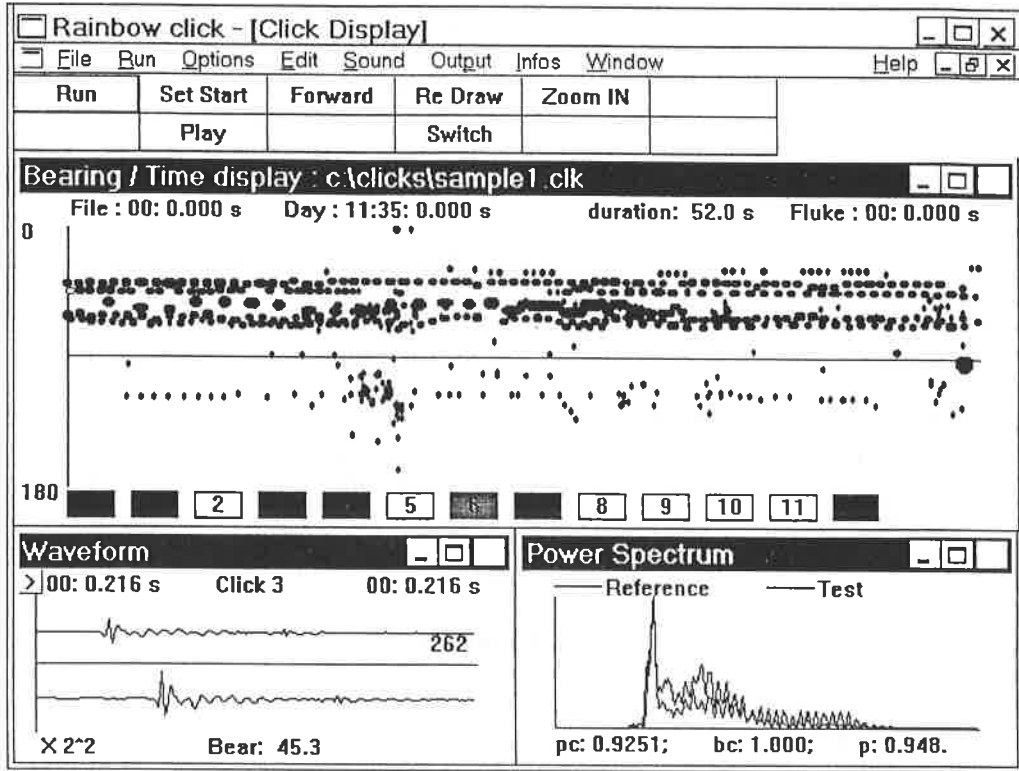 Rainbow click - [Click Display]
File Run Options Edit Sound Output Infos Window Help
Run Set Start Forward Re Draw Zoom IN
Play Switch
Bearing / Time display : c:\clicks\sample1.clk
File : 00: 0.000 s Day : 11:35: 0.000 s duration: 52.0 s Fluke : 00: 0.000 s
0
180
2 5 6 8 9 10 11
Waveform
> 00: 0.216 s Click 3 00: 0.216 s
262
X 2^2 Bear: 45.3
Power Spectrum
Reference Test
pc: 0.9251; bc: 1.000; p: 0.948.